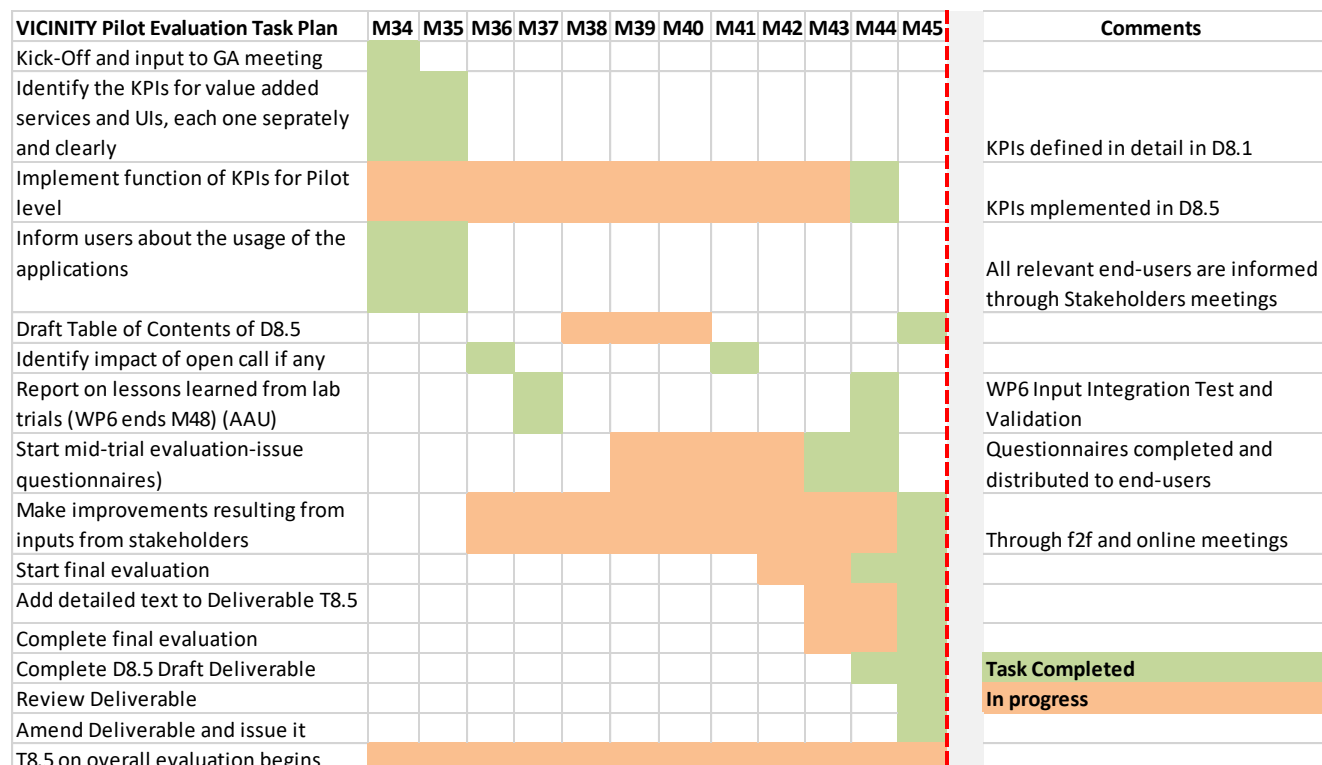 VICINITY Pilot Evaluation Task Plan M34 M35 M36 M37 M38 M39 M40 M41 M42 M43 M44 M45 Comments
Kick-Off and input to GA meeting
Identify the KPIs for value added
services and UIs, each one seprately
and clearly
KPIs defined in detail in D8.1
Implement function of KPIs for Pilot
level
KPIs mplemented in D8.5
Inform users about the usage of the
applications
All relevant end-users are informed
through Stakeholders meetings
Draft Table of Contents of D8.5
Identify impact of open call if any
Report on lessons learned from lab
trials (WP6 ends M48) (AAU)
WP6 Input Integration Test and
Validation
Start mid-trial evaluation-issue
questionnaires)
Questionnaires completed and
distributed to end-users
Make improvements resulting from
inputs from stakeholders
Through f2f and online meetings
Start final evaluation
Add detailed text to Deliverable T8.5
Complete final evaluation
Complete D8.5 Draft Deliverable
Task Completed
Review Deliverable
In progress
Amend Deliverable and issue it
T8.5 on overall evaluation begins